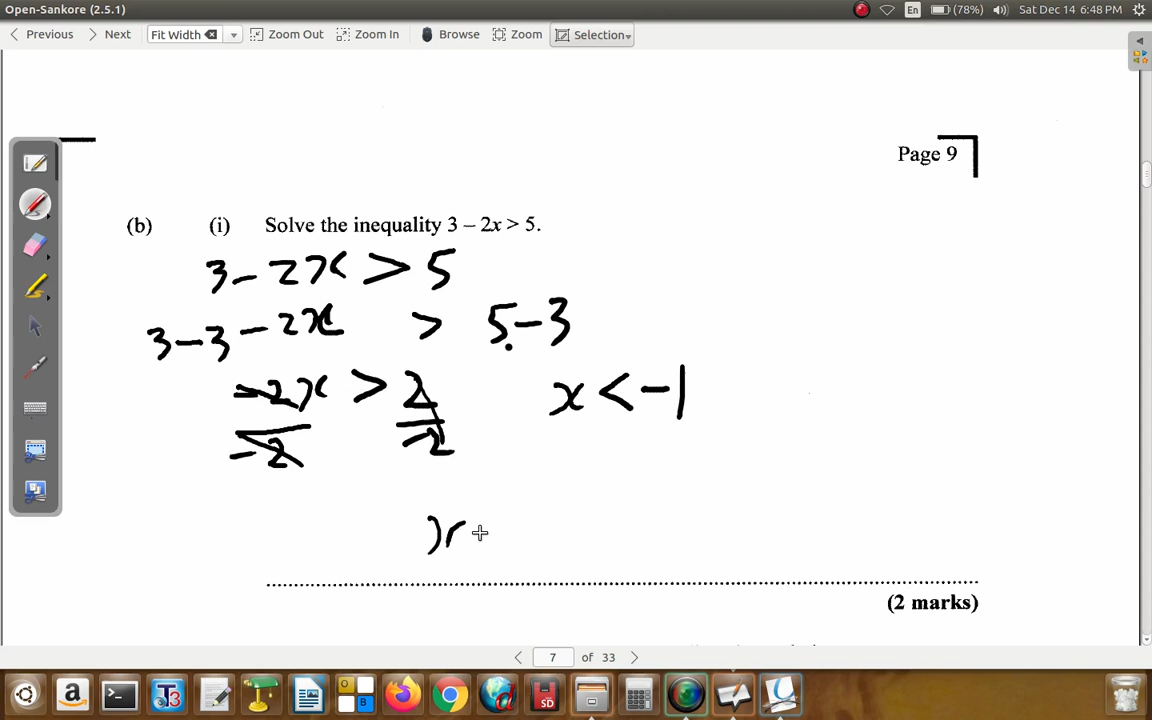 Open-Sankore (2.5.1)
En (78%) Sat Dec 14 6:48 PM
Previous Next Fit Width Zoom Out Zoom In Browse Zoom Selection
Page 9
(b) (i) Solve the inequality 3 – 2x > 5.
3 - 2x > 5
3 - 3 - 2x > 5 - 3
-2x > 2 x < -1
-2 -2
(2 marks)
7 of 33